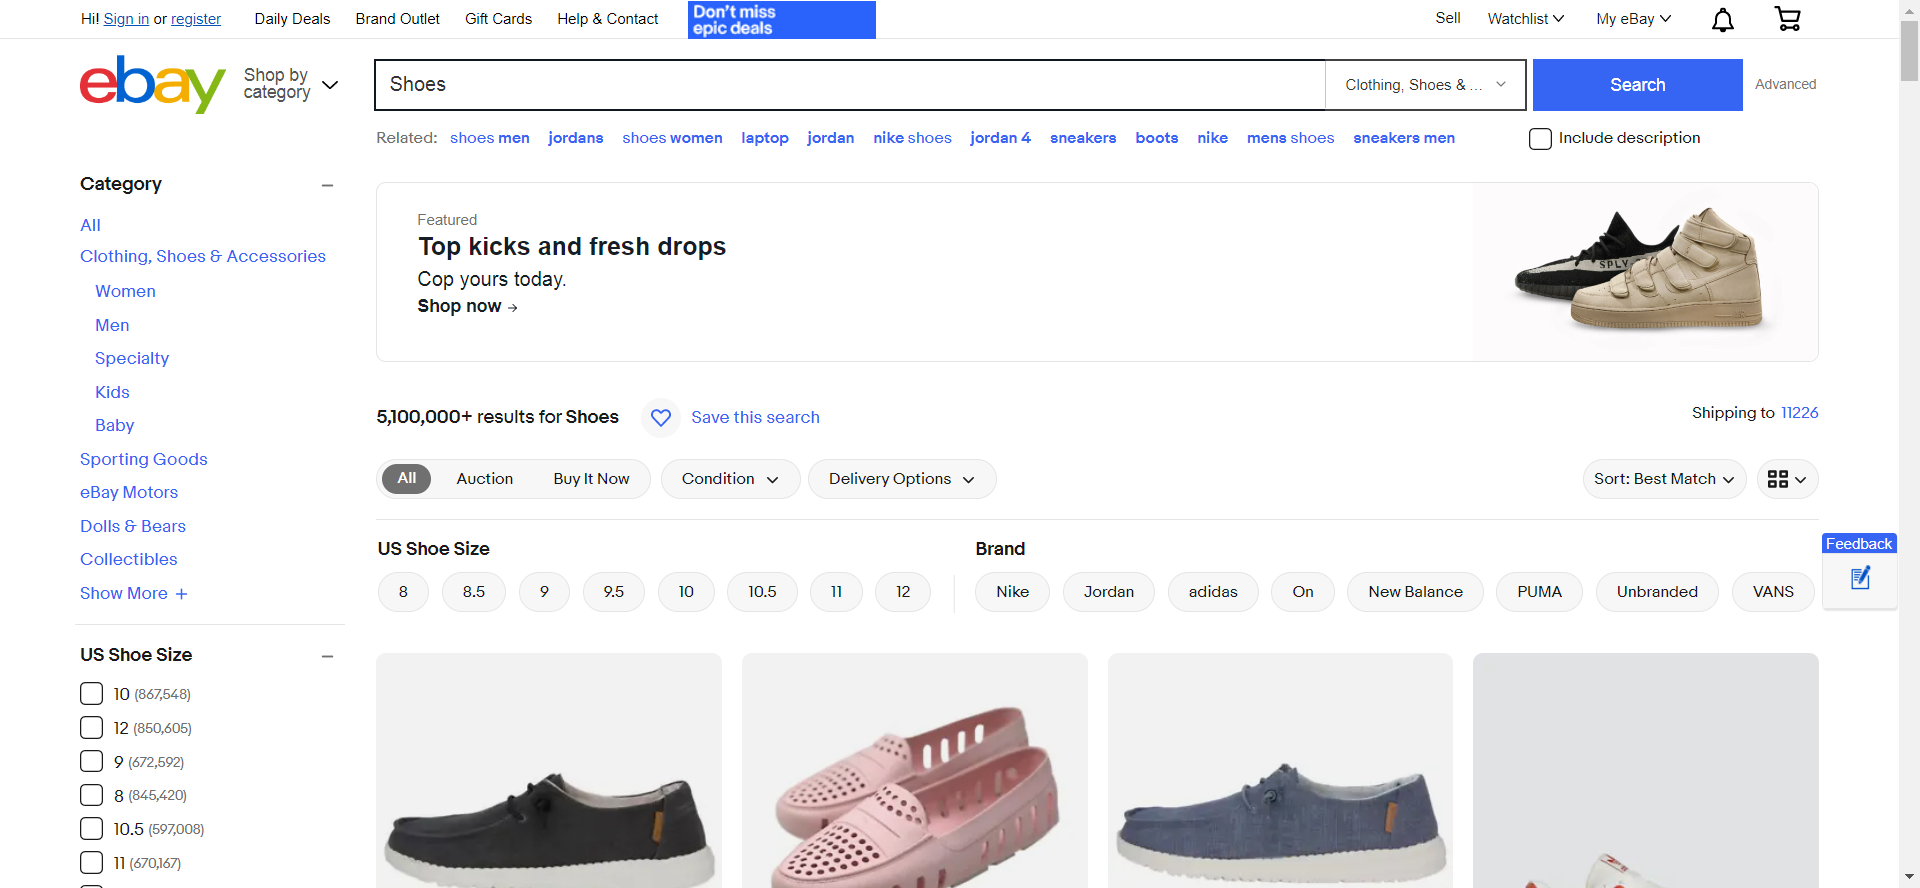 Hi! Sign in or register Daily Deals Brand Outlet Gift Cards Help & Contact
Don't miss
epic deals
Sell Watchlist My eBay
ebay
Shop by
category
Shoes
Clothing, Shoes & ...
Search
Advanced
Related: shoes men jordans shoes women laptop jordan nike shoes jordan 4 sneakers boots nike mens shoes sneakers men
Include description
Category
All
Clothing, Shoes & Accessories
Women
Men
Specialty
Kids
Baby
Sporting Goods
eBay Motors
Dolls & Bears
Collectibles
Show More
US Shoe Size
10 (867,548)
12 (850,605)
9 (672,592)
8 (845,420)
10.5 (597,008)
11 (670,167)
Featured
Top kicks and fresh drops
Cop yours today.
Shop now →
SPLY
5,100,000+ results for Shoes
Save this search
Shipping to 11226
All Auction Buy It Now Condition Delivery Options
Sort: Best Match
US Shoe Size
8 8.5 9 9.5 10 10.5 11 12
Brand
Nike Jordan adidas On New Balance PUMA Unbranded VANS
Feedback